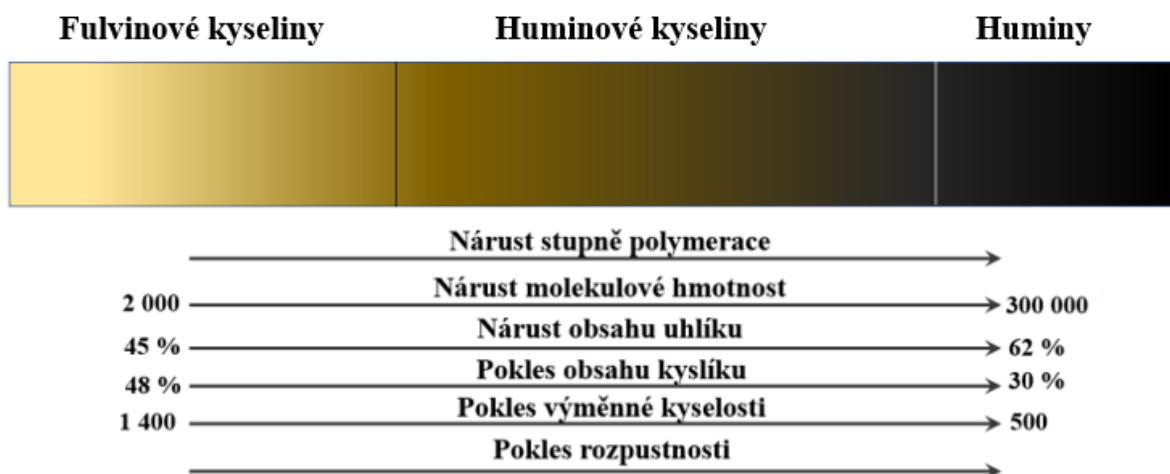 Fulvinové kyseliny Huminové kyseliny Huminy
Nárust stupně polymerace
2 000 Nárust molekulové hmotnost 300 000
Nárust obsahu uhlíku
45 % 62 %
Pokles obsahu kyslíku
48 % 30 %
Pokles výměnné kyselosti
1 400 500
Pokles rozpustnosti